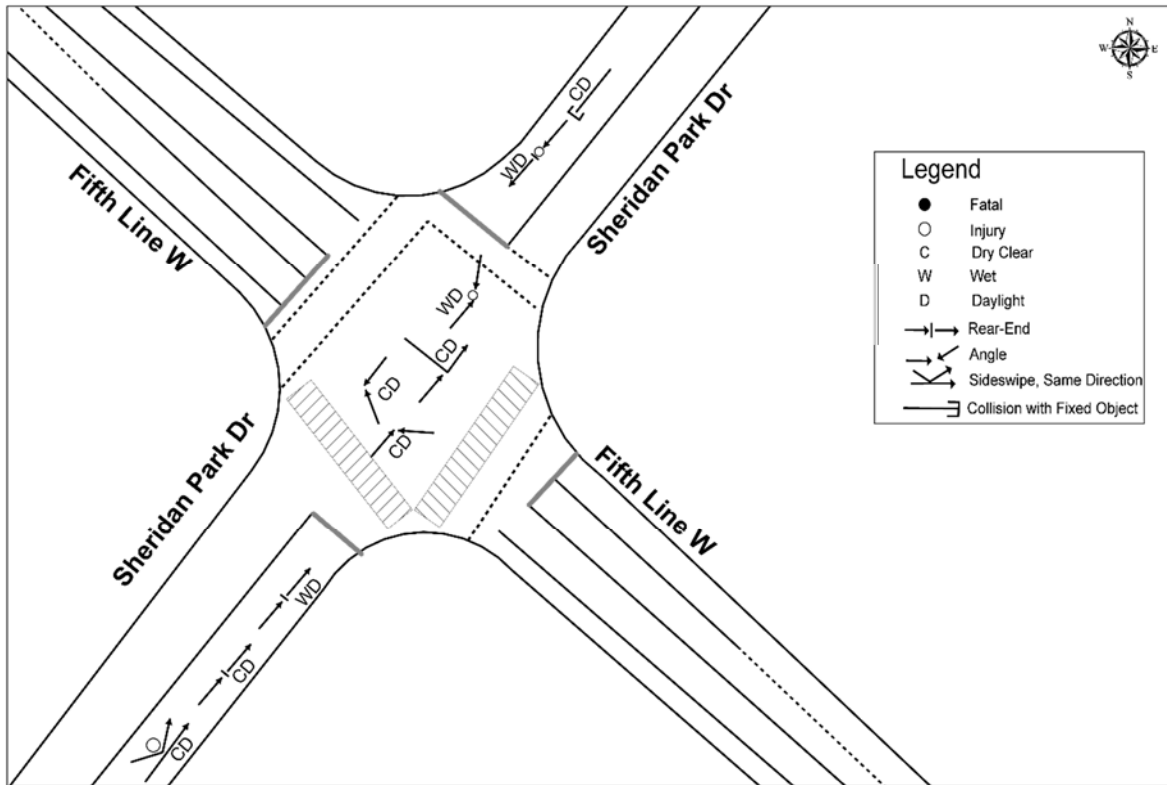 N
W E
S
CD
WD
Sheridan Park Dr
Fifth Line W
WD
CD
CD
CD
Sheridan Park Dr
Fifth Line W
WD
CD
CD
Legend
Fatal
Injury
C Dry Clear
W Wet
D Daylight
Rear-End
Angle
Sideswipe, Same Direction
Collision with Fixed Object